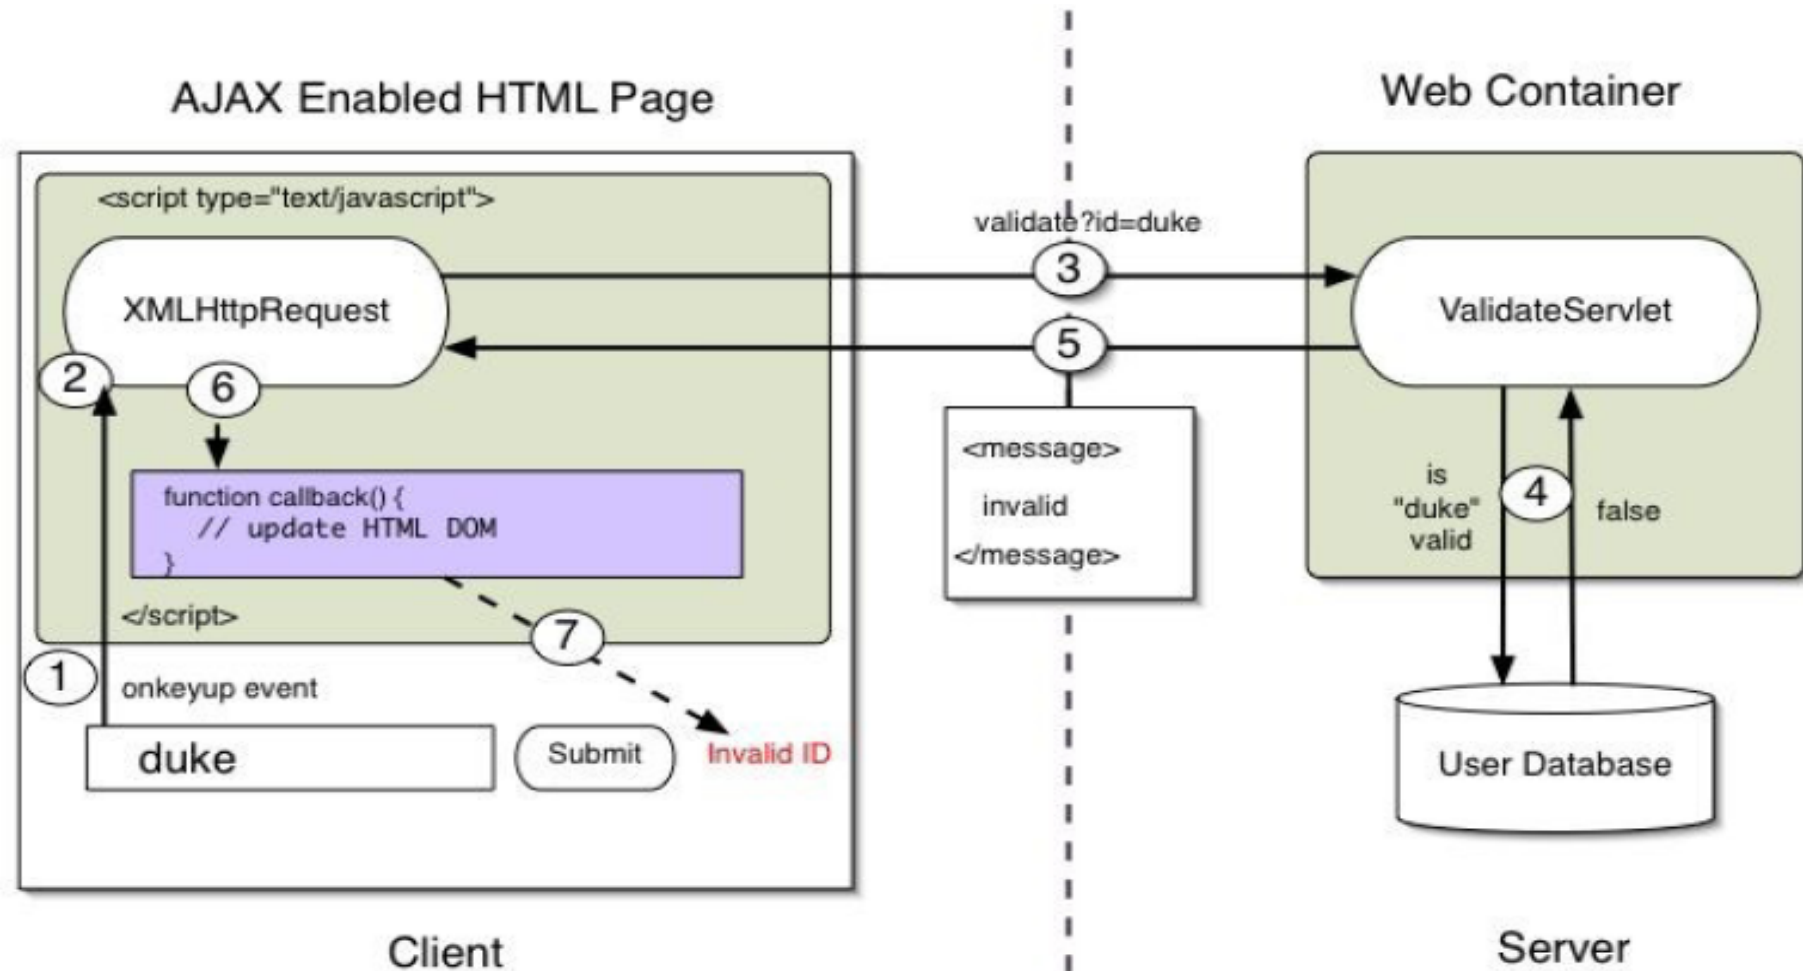 AJAX Enabled HTML Page
Web Container
<script type="text/javascript">
validate?id=duke
3
XMLHttpRequest
ValidateServlet
5
2
6
<message>
invalid
</message>
is
"duke"
valid
4
false
function callback() {
// update HTML DOM
}
</script>
7
1
onkeyup event
duke
Submit
Invalid ID
User Database
Client
Server